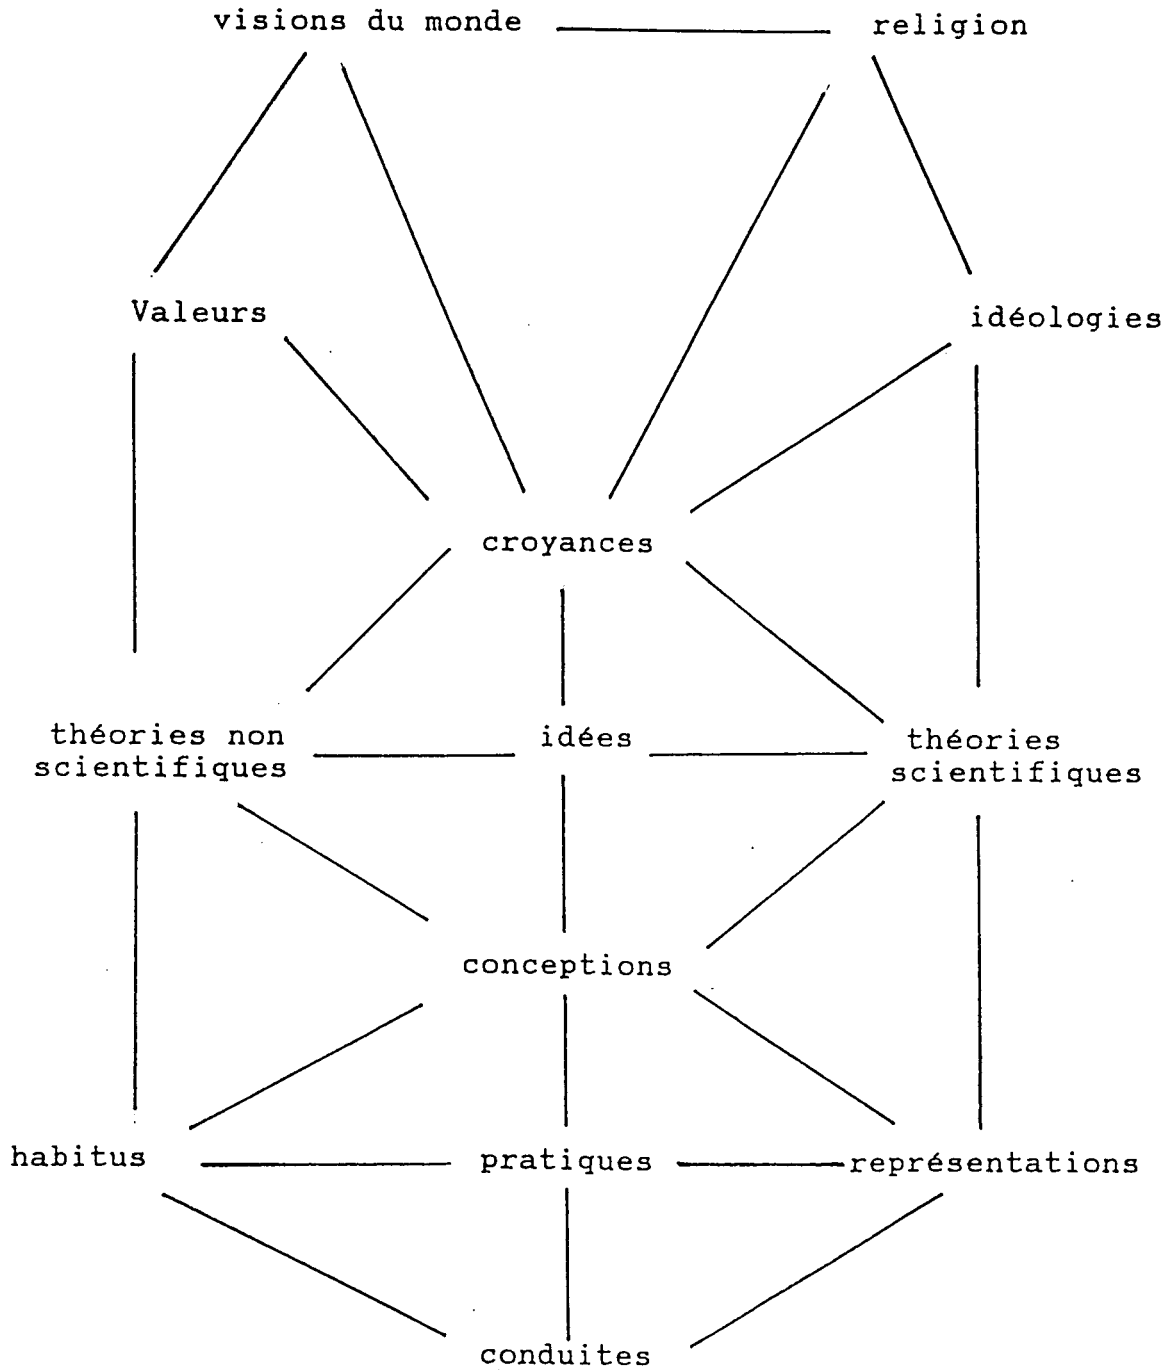 visions du monde
religion
Valeurs
idéologies
croyances
théories non
scientifiques
idées
théories
scientifiques
conceptions
habitus
pratiques
représentations
conduites